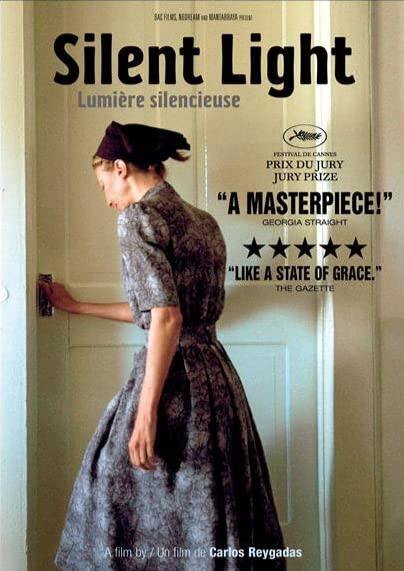 BAC FILMS, NODREAM AND MANTARRAYA PRESENT
Silent Light
Lumière silencieuse
FESTIVAL DE CANNES
PRIX DU JURY
JURY PRIZE
“A MASTERPIECE!”
GEORGIA STRAIGHT
“LIKE A STATE OF GRACE.”
THE GAZETTE
A film by / Un film de Carlos Reygadas